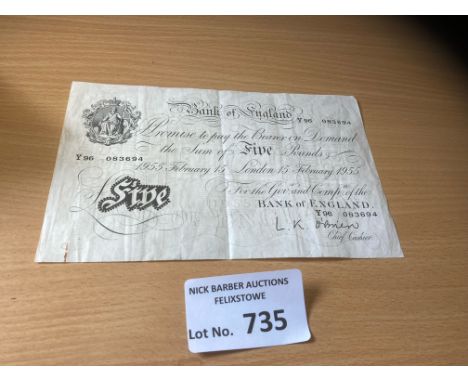 Bank of England
Y96 083694
Promise to pay the Bearer on Demand
the Sum of Five Pounds
Y96 083694
1955 February 15 London 15 February 1955
For the Govr. and Compa. of the
Five
BANK of ENGLAND.
Y96 083694
L. K. O'Brien
Chief Cashier.
NICK BARBER AUCTIONS
FELIXSTOWE
Lot No. 735